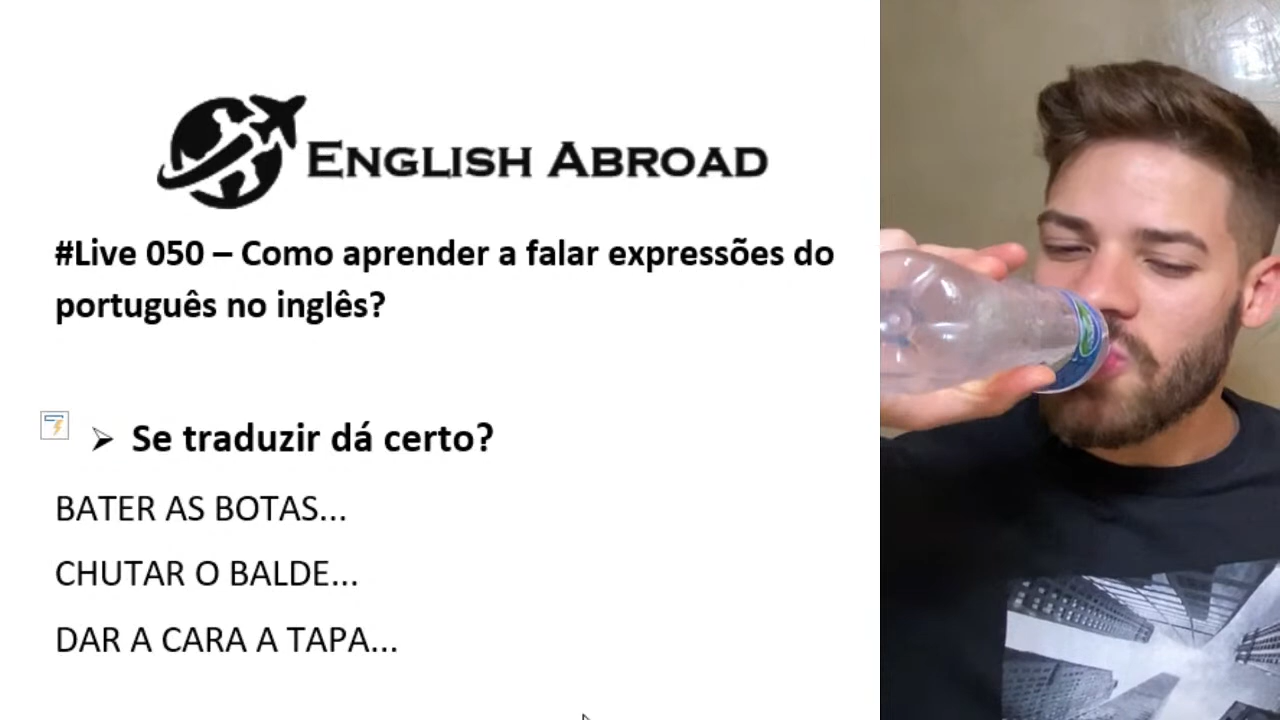 ENGLISH ABROAD
#Live 050 – Como aprender a falar expressões do
português no inglês?
➢ Se traduzir dá certo?
BATER AS BOTAS...
CHUTAR O BALDE...
DAR A CARA A TAPA...